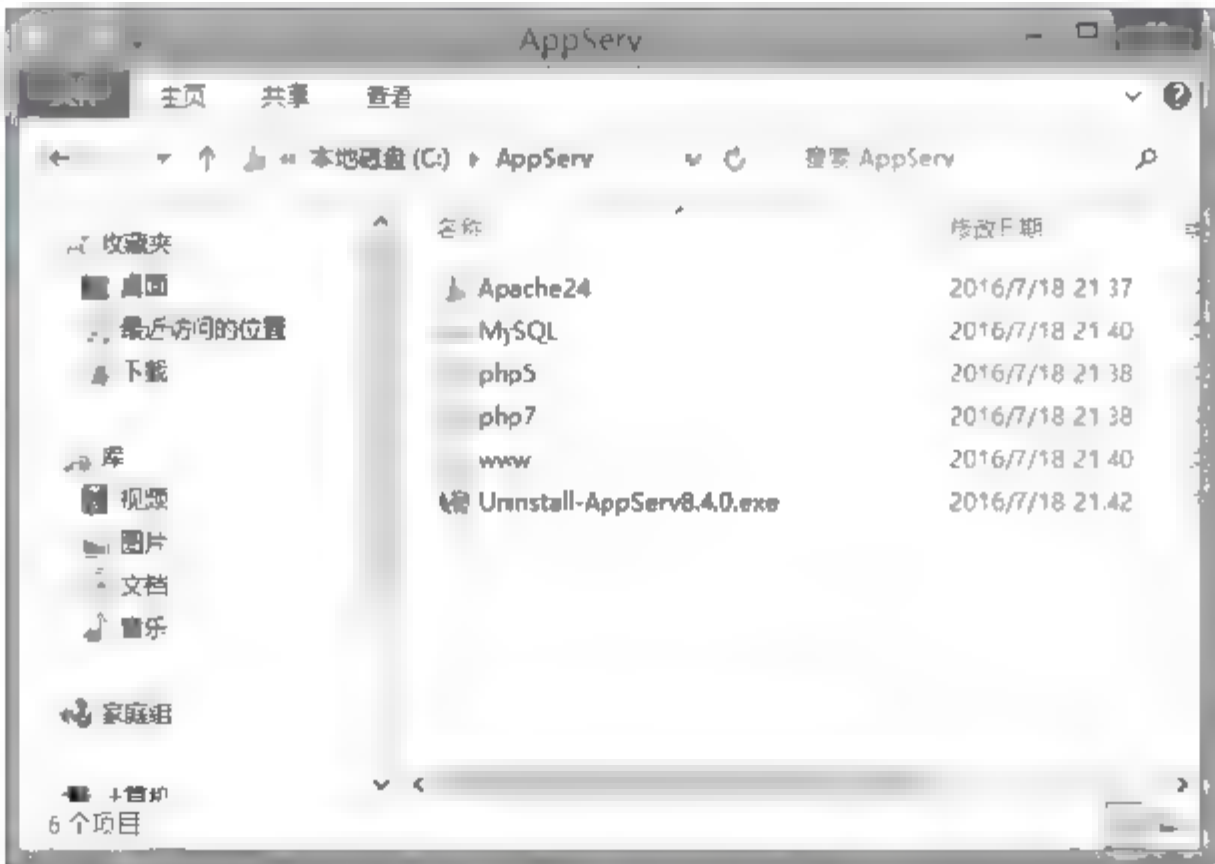 AppServ
主页 共享 查看
本地磁盘 (C:) AppServ 搜索 AppServ
名称 修改日期
收藏夹
桌面
最近访问的位置
下载
库
视频
图片
文档
音乐
家庭组
Apache24 2016/7/18 21:37
MySQL 2016/7/18 21:40
php5 2016/7/18 21:38
php7 2016/7/18 21:38
www 2016/7/18 21:40
Uninstall-AppServ8.4.0.exe 2016/7/18 21:42
6 个项目